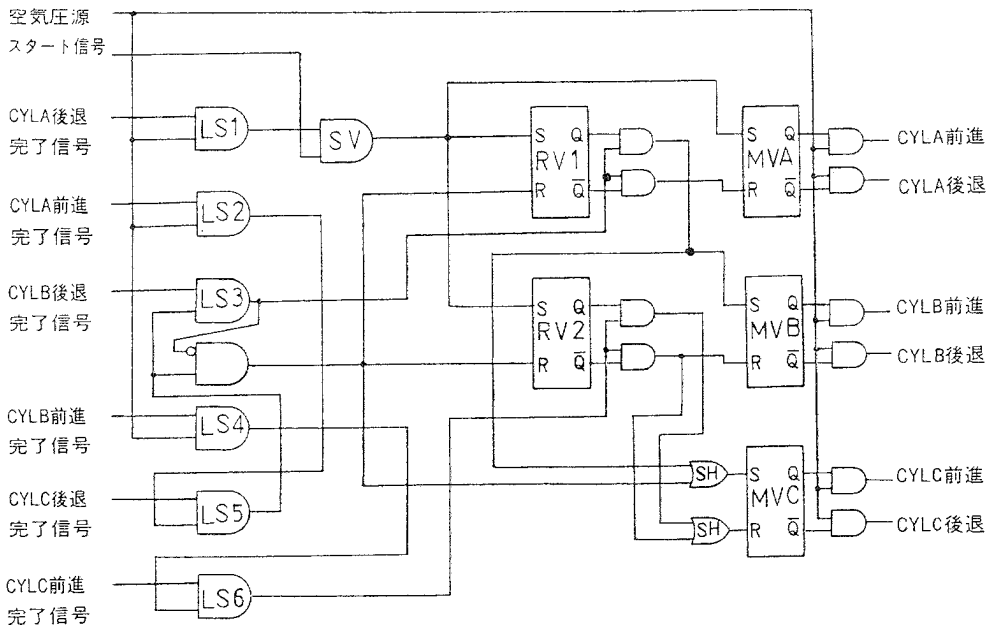 空気圧源
スタート信号
CYLA後退
完了信号
LS1
SV
CYLA前進
完了信号
LS2
CYLB後退
完了信号
LS3
CYLB前進
完了信号
LS4
CYLC後退
完了信号
LS5
CYLC前進
完了信号
LS6
S Q
RV1
R Q̅
S Q
RV2
R Q̅
SH
SH
S Q
MVA
R Q̅
S Q
MVB
R Q̅
S Q
MVC
R Q̅
CYLA前進
CYLA後退
CYLB前進
CYLB後退
CYLC前進
CYLC後退